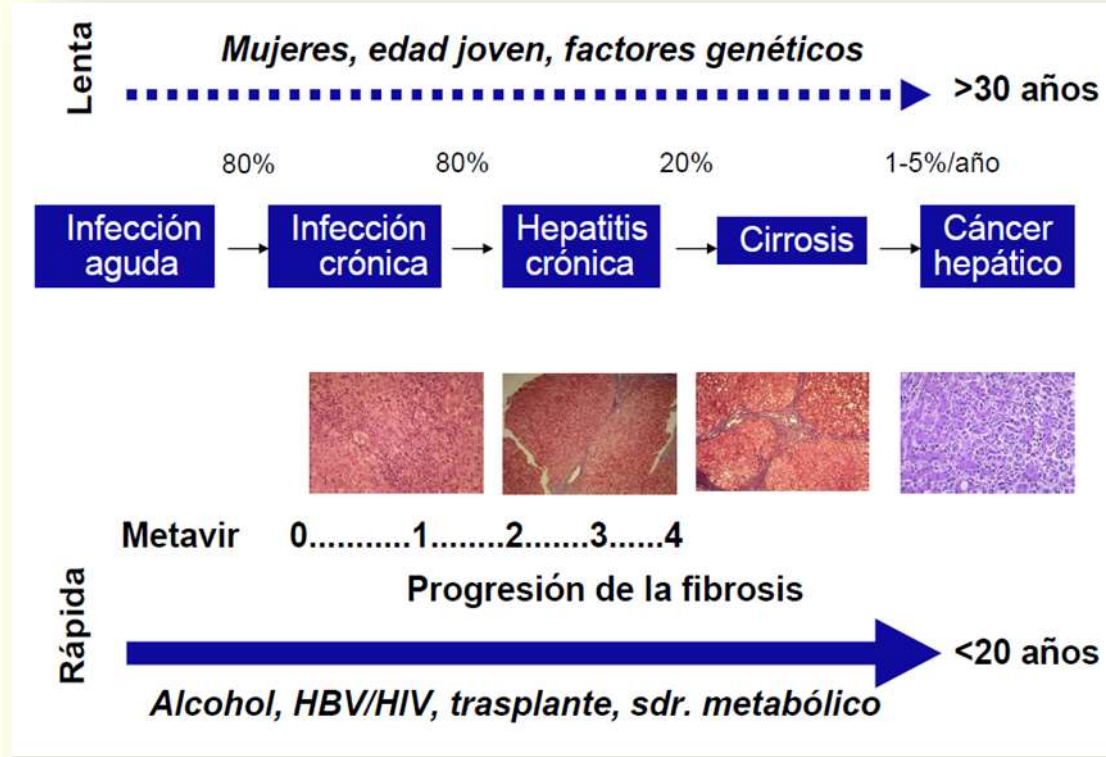 Lenta
Mujeres, edad joven, factores genéticos
>30 años
80%
80%
20%
1-5%/año
Infección
aguda
Infección
crónica
Hepatitis
crónica
Cirrosis
Cáncer
hepático
Metavir 0...........1........2.......3......4
Progresión de la fibrosis
Rápida
<20 años
Alcohol, HBV/HIV, trasplante, sdr. metabólico